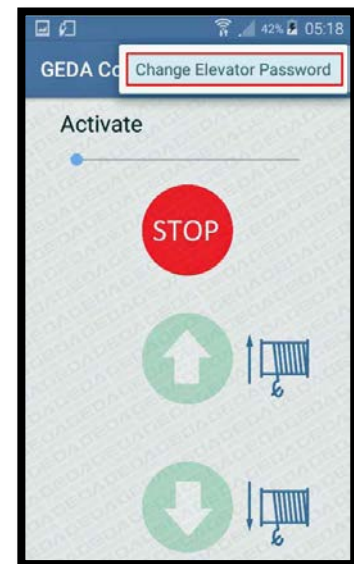 42% 05:18
GEDA Co
Change Elevator Password
Activate
STOP